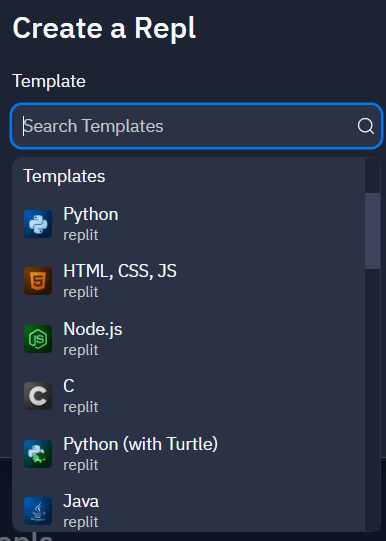 Create a Repl
Template
Search Templates
Templates
Python
replit
HTML, CSS, JS
replit
Node.js
replit
C
replit
Python (with Turtle)
replit
Java
replit